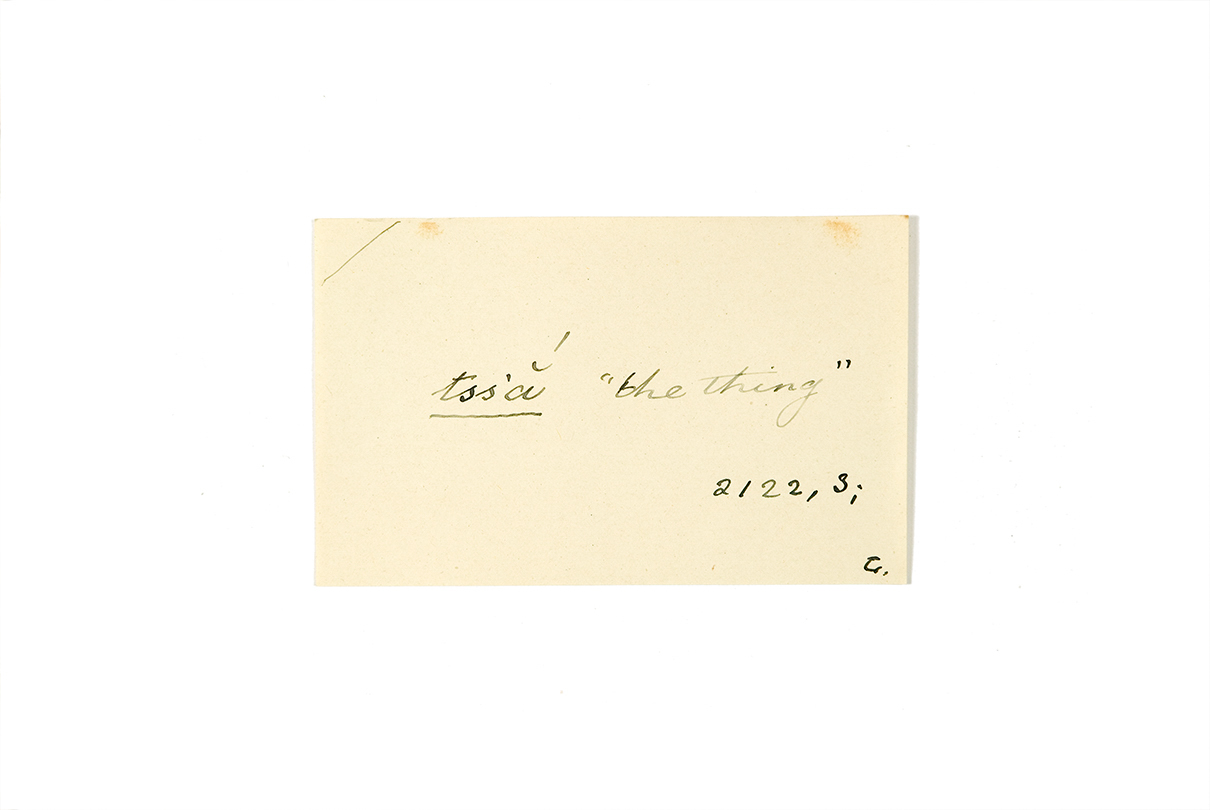 tss'ắ "the thing"
2122, 3;
G.